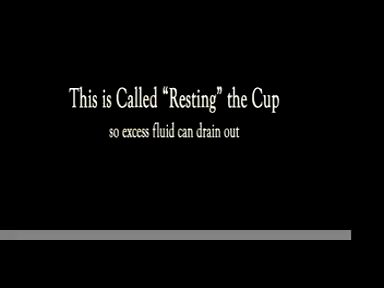 This is Called “Resting” the Cup
so excess fluid can drain out